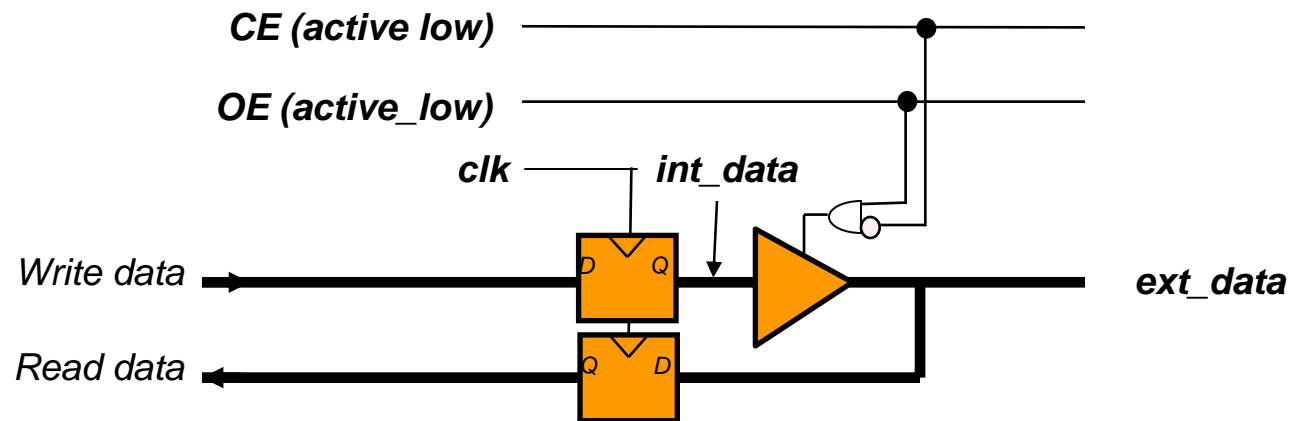 CE (active low)
OE (active_low)
clk int_data
D Q
Write data
ext_data
Q D
Read data